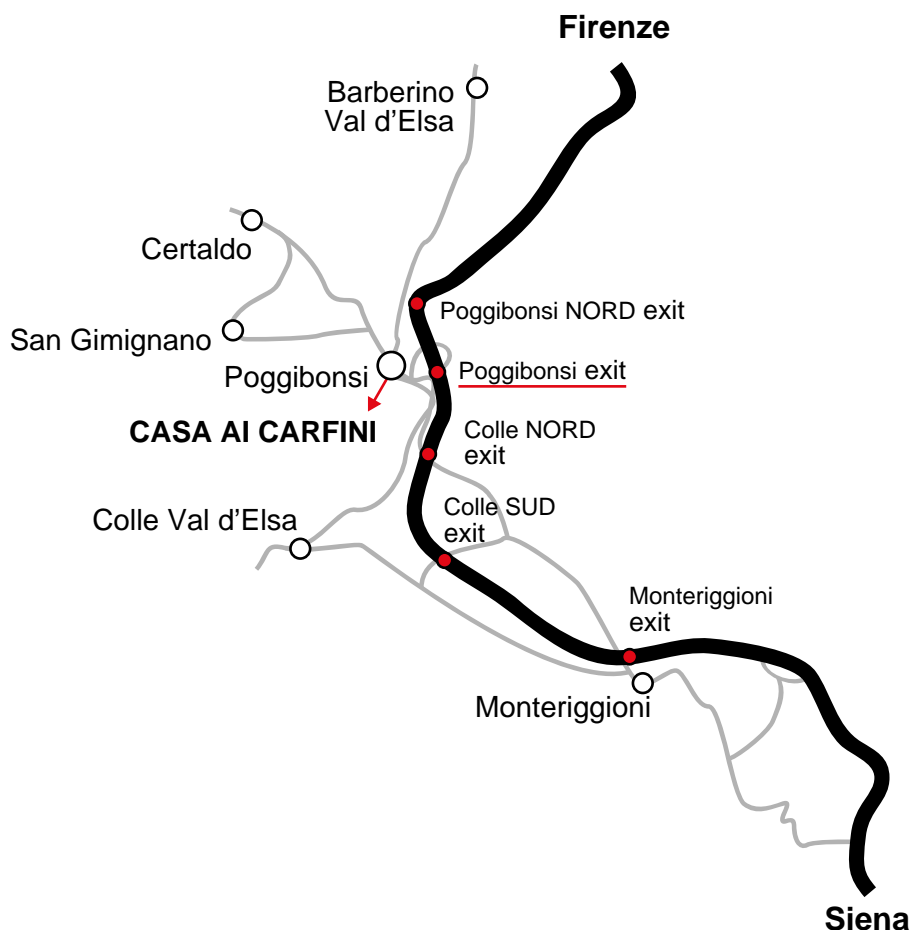 Firenze
Barberino
Val d’Elsa
Certaldo
Poggibonsi NORD exit
San Gimignano
Poggibonsi
Poggibonsi exit
CASA AI CARFINI
Colle NORD
exit
Colle Val d’Elsa
Colle SUD
exit
Monteriggioni
exit
Monteriggioni
Siena